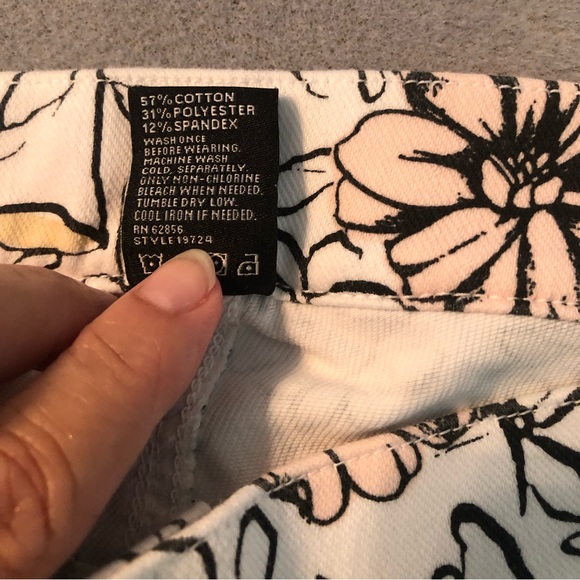 57% COTTON
31% POLYESTER
12% SPANDEX
WASH ONCE
BEFORE WEARING.
MACHINE WASH
COLD, SEPARATELY.
ONLY NON-CHLORINE
BLEACH WHEN NEEDED.
TUMBLE DRY LOW.
COOL IRON IF NEEDED.
RN 62856
STYLE 19724